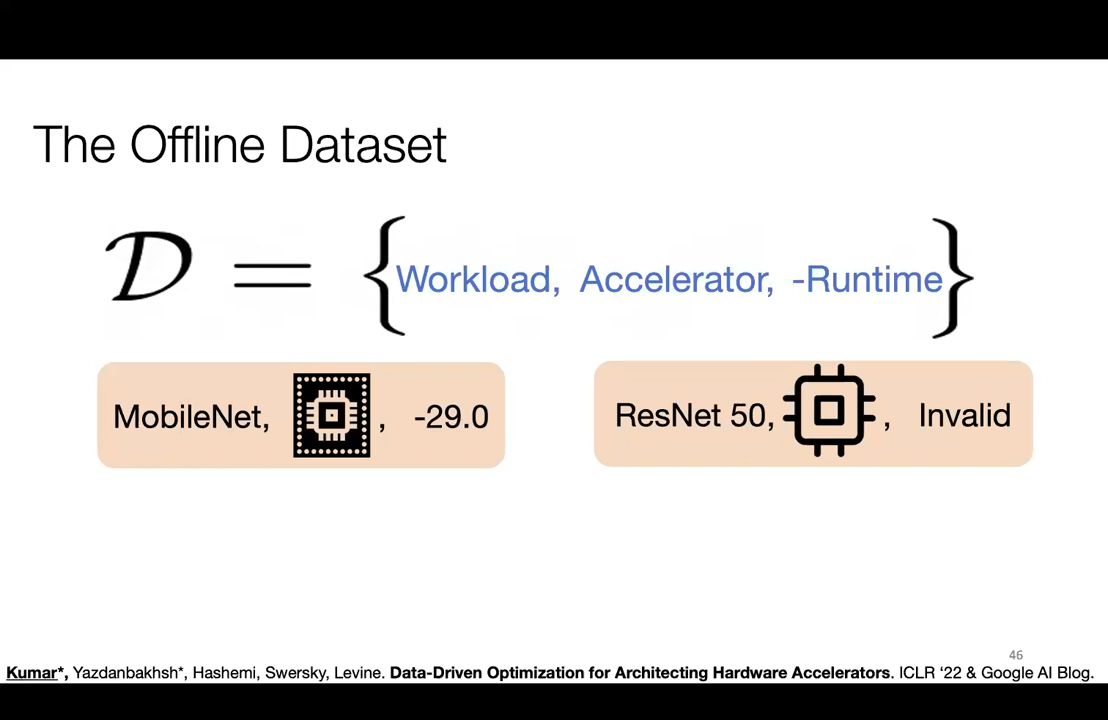 The Offline Dataset
𝒟 = {Workload, Accelerator, -Runtime}
MobileNet, , -29.0
ResNet 50, , Invalid
46
Kumar*, Yazdanbakhsh*, Hashemi, Swersky, Levine. Data-Driven Optimization for Architecting Hardware Accelerators. ICLR ‘22 & Google AI Blog.